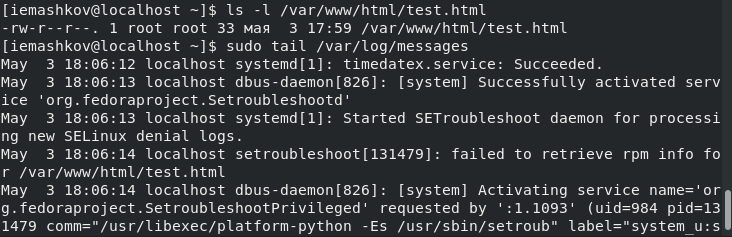 [iemashkov@localhost ~]$ ls -l /var/www/html/test.html
-rw-r--r--. 1 root root 33 мая  3 17:59 /var/www/html/test.html
[iemashkov@localhost ~]$ sudo tail /var/log/messages
May  3 18:06:12 localhost systemd[1]: timedatex.service: Succeeded.
May  3 18:06:13 localhost dbus-daemon[826]: [system] Successfully activated serv
ice 'org.fedoraproject.Setroubleshootd'
May  3 18:06:13 localhost systemd[1]: Started SETroubleshoot daemon for processi
ng new SELinux denial logs.
May  3 18:06:14 localhost setroubleshoot[131479]: failed to retrieve rpm info fo
r /var/www/html/test.html
May  3 18:06:14 localhost dbus-daemon[826]: [system] Activating service name='or
g.fedoraproject.SetroubleshootPrivileged' requested by ':1.1093' (uid=984 pid=13
1479 comm="/usr/libexec/platform-python -Es /usr/sbin/setroub" label="system_u:s